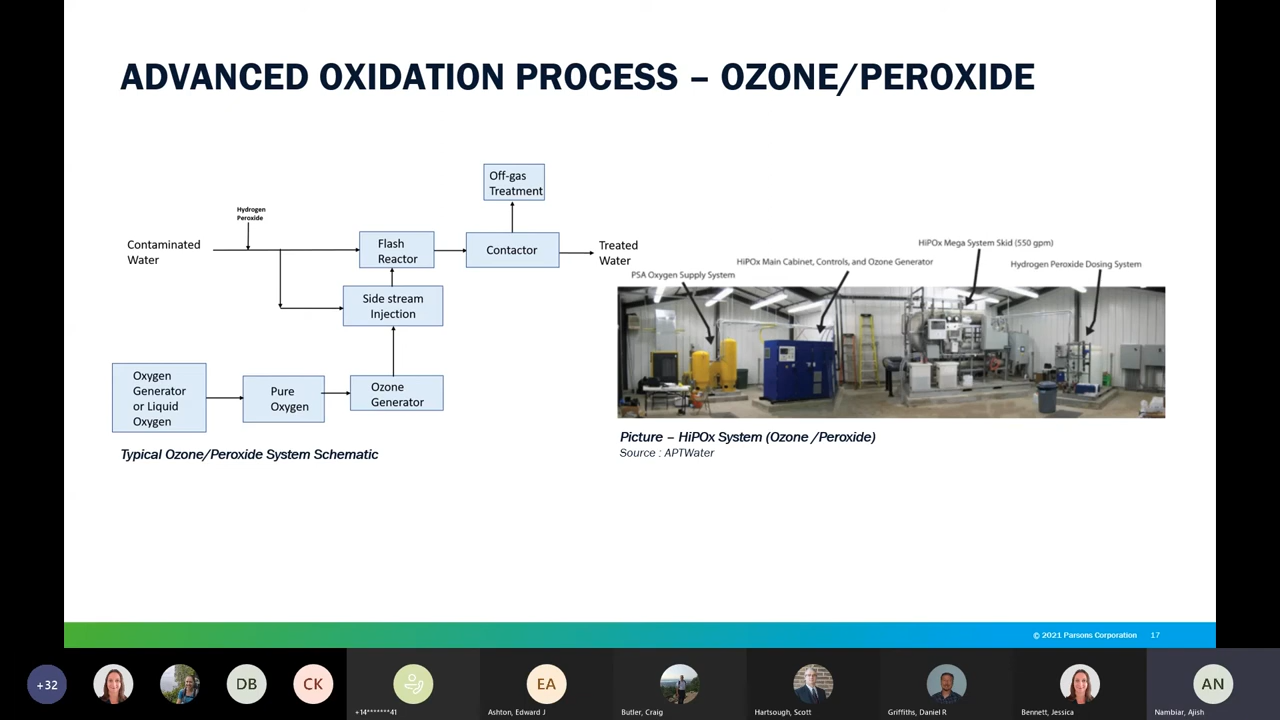 ADVANCED OXIDATION PROCESS – OZONE/PEROXIDE
Off-gas
Treatment
Hydrogen
Peroxide
Contaminated
Water
Flash
Reactor
Contactor
Treated
Water
Side stream
Injection
Oxygen
Generator
or Liquid
Oxygen
Pure
Oxygen
Ozone
Generator
Typical Ozone/Peroxide System Schematic
HiPOx Mega System Skid (550 gpm)
HiPOx Main Cabinet, Controls, and Ozone Generator
Hydrogen Peroxide Dosing System
PSA Oxygen Supply System
Picture – HiPOx System (Ozone /Peroxide)
Source : APTWater
© 2021 Parsons Corporation 17
+32
DB
CK
EA
AN
+14*******41
Ashton, Edward J
Butler, Craig
Hartsough, Scott
Griffiths, Daniel R
Bennett, Jessica
Nambiar, Ajish